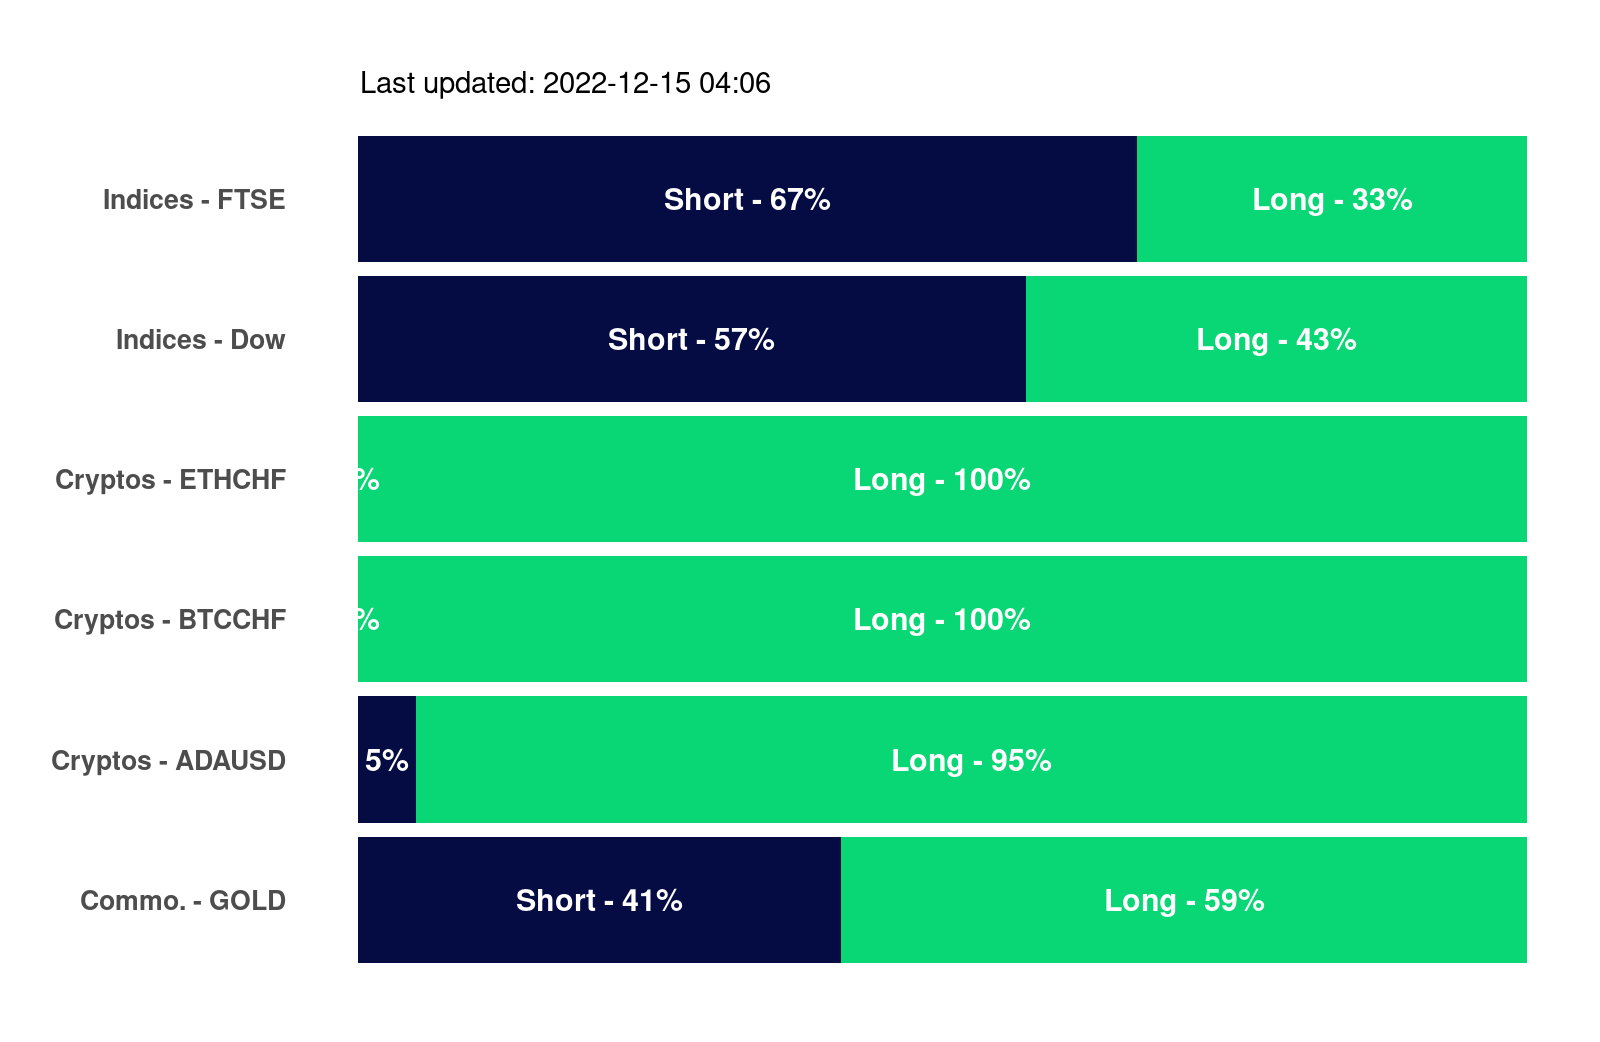 Last updated: 2022-12-15 04:06
Indices - FTSE Short - 67% Long - 33%
Indices - Dow Short - 57% Long - 43%
Cryptos - ETHCHF % Long - 100%
Cryptos - BTCCHF % Long - 100%
Cryptos - ADAUSD 5% Long - 95%
Commo. - GOLD Short - 41% Long - 59%